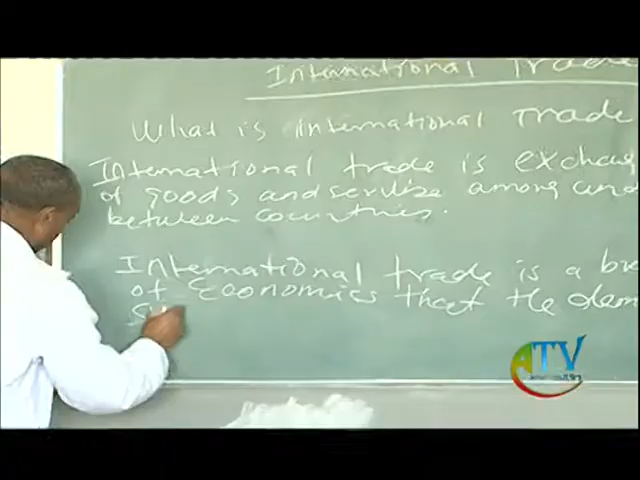 International Trade
What is international Trade
International trade is exchang
of goods and servise among and
between countries.
International trade is a br
of Economics that the dem
ATV